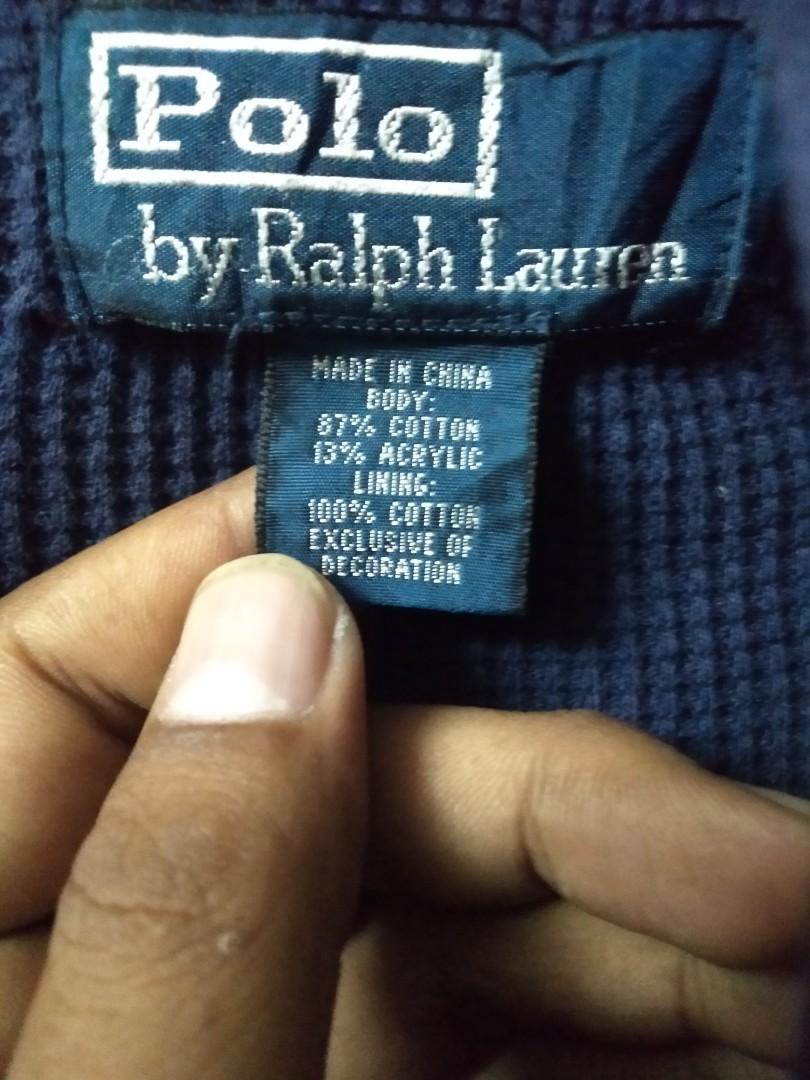 Polo
by Ralph Lauren
MADE IN CHINA
BODY:
87% COTTON
13% ACRYLIC
LINING:
100% COTTON
EXCLUSIVE OF
DECORATION